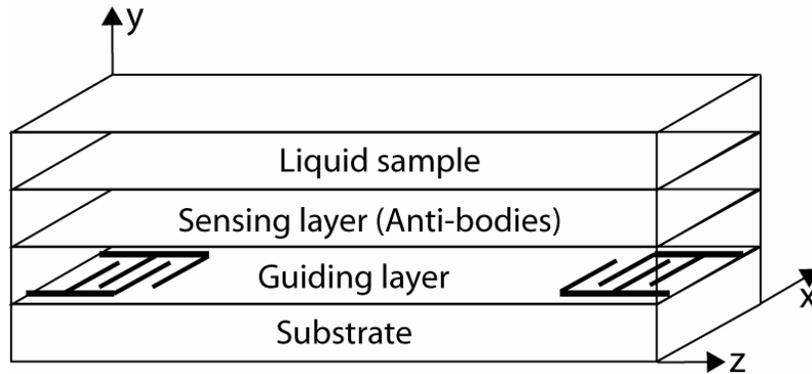 y
Liquid sample
Sensing layer (Anti-bodies)
Guiding layer
x
Substrate
z